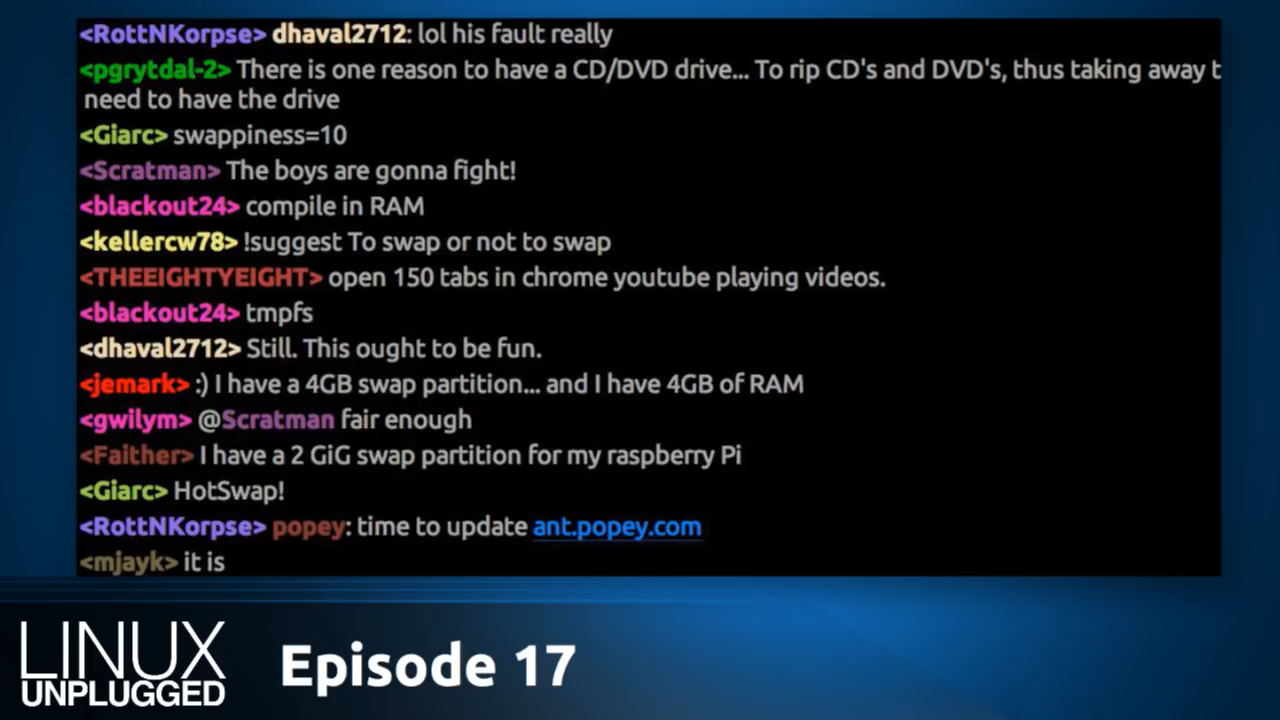 <RottNKorpse> dhaval2712: lol his fault really
<pgrytdal-2> There is one reason to have a CD/DVD drive... To rip CD's and DVD's, thus taking away t
need to have the drive
<Giarc> swappiness=10
<Scratman> The boys are gonna fight!
<blackout24> compile in RAM
<kellercw78> !suggest To swap or not to swap
<THEEIGHTYEIGHT> open 150 tabs in chrome youtube playing videos.
<blackout24> tmpfs
<dhaval2712> Still. This ought to be fun.
<jemark> :) I have a 4GB swap partition... and I have 4GB of RAM
<gwilym> @Scratman fair enough
<Faither> I have a 2 GiG swap partition for my raspberry Pi
<Giarc> HotSwap!
<RottNKorpse> popey: time to update ant.popey.com
<mjayk> it is
LINUX
UNPLUGGED
Episode 17